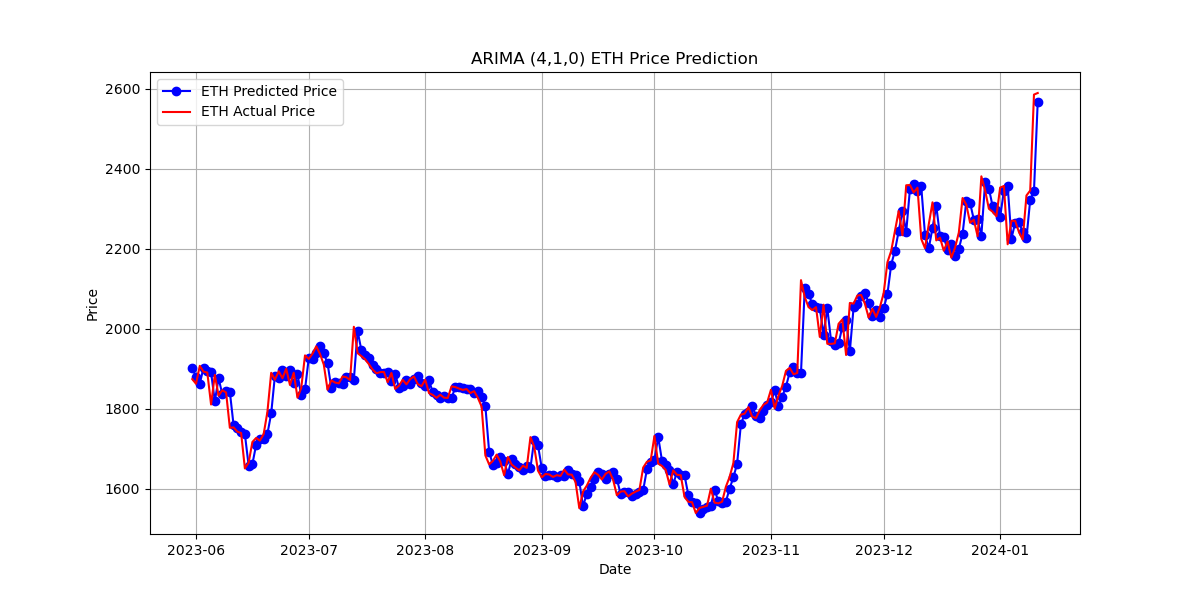 ARIMA (4,1,0) ETH Price Prediction
ETH Predicted Price
ETH Actual Price
2600
2400
2200
2000
1800
1600
Price
2023-06 2023-07 2023-08 2023-09 2023-10 2023-11 2023-12 2024-01
Date